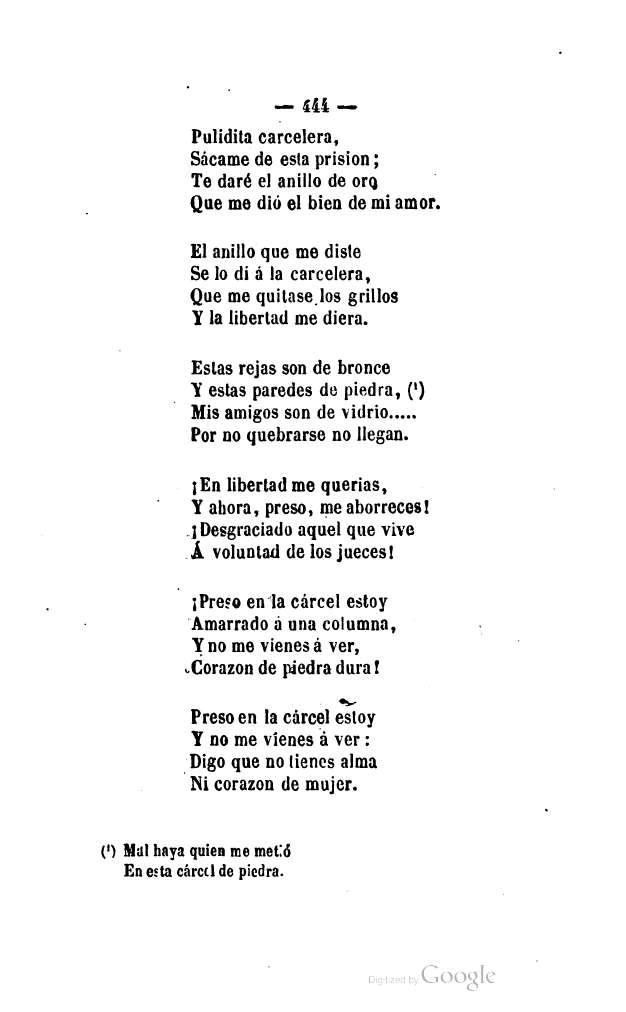 — 444 —
Pulidita carcelera,
Sácame de esta prision;
Te daré el anillo de oro
Que me dió el bien de mi amor.
El anillo que me diste
Se lo di á la carcelera,
Que me quitase los grillos
Y la libertad me diera.
Estas rejas son de bronce
Y estas paredes de piedra, (¹)
Mis amigos son de vidrio.....
Por no quebrarse no llegan.
¡En libertad me querias,
Y ahora, preso, me aborreces!
¡Desgraciado aquel que vive
Á voluntad de los jueces!
¡Preso en la cárcel estoy
Amarrado á una columna,
Y no me vienes á ver,
Corazon de piedra dura!
Preso en la cárcel estoy
Y no me vienes á ver:
Digo que no tienes alma
Ni corazon de mujer.
(¹) Mal haya quien me metió
En esta cárcel de piedra.
Digitized by Google